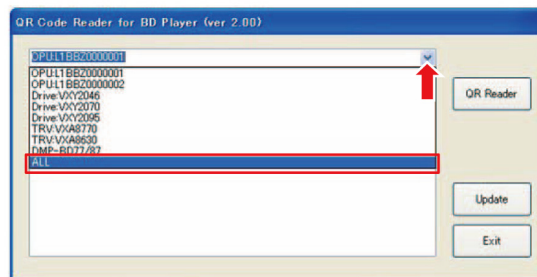 QR Code Reader for BD Player (ver 2.00)
OPU:L1BBZ0000001
OPU:L1BBZ0000001
OPU:L1BBZ0000002
Drive:VXY2046
Drive:VXY2070
Drive:VXY2095
TRV:VXA8770
TRV:VXA8630
DMP-BD77/87
ALL
QR Reader
Update
Exit